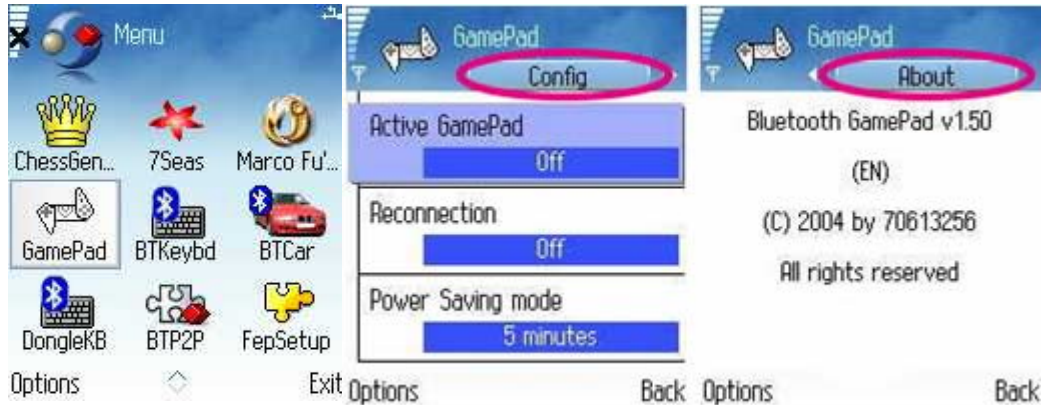 Menu
ChessGen...
7Seas
Marco Fu'...
GamePad
BTKeybd
BTCar
DongleKB
BTP2P
FepSetup
Options
Exit
GamePad
Config
Active GamePad
Off
Reconnection
Off
Power Saving mode
5 minutes
Options
Back
GamePad
About
Bluetooth GamePad v1.50
(EN)
(C) 2004 by 70613256
All rights reserved
Options
Back